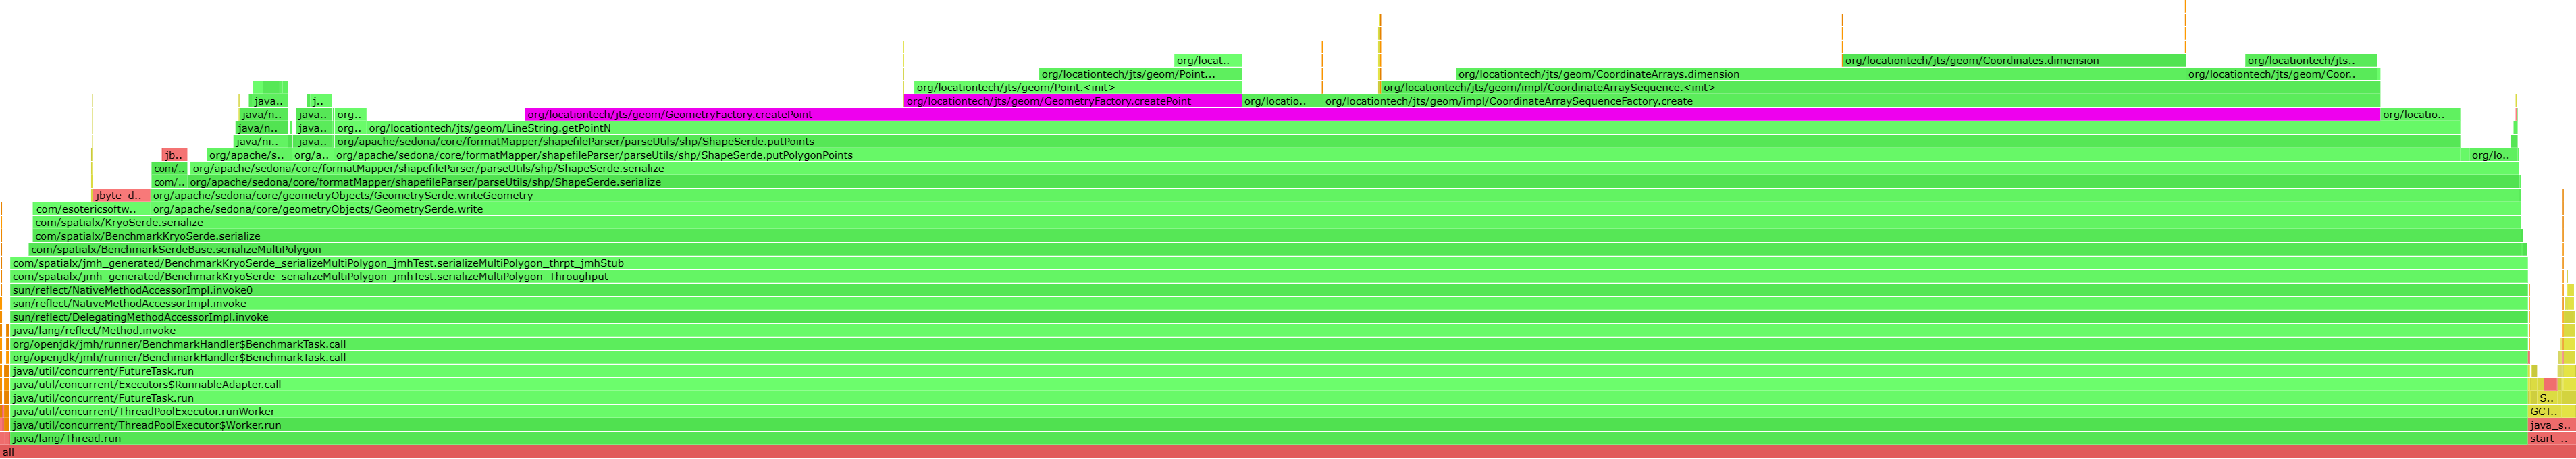 org/locat..
org/locationtech/jts/geom/Coordinates.dimension
org/locationtech/jts..
org/locationtech/jts/geom/Point...
org/locationtech/jts/geom/CoordinateArrays.dimension
org/locationtech/jts/geom/Coor..
org/locationtech/jts/geom/Point.<init>
org/locationtech/jts/geom/impl/CoordinateArraySequence.<init>
java..
j..
org/locationtech/jts/geom/GeometryFactory.createPoint
org/locatio..
org/locationtech/jts/geom/impl/CoordinateArraySequenceFactory.create
java/n..
java..
org..
org/locationtech/jts/geom/GeometryFactory.createPoint
org/locatio..
java/n..
java..
org..
org/locationtech/jts/geom/LineString.getPointN
java/ni..
java..
org/apache/sedona/core/formatMapper/shapefileParser/parseUtils/shp/ShapeSerde.putPoints
jb..
org/apache/s..
org/a..
org/apache/sedona/core/formatMapper/shapefileParser/parseUtils/shp/ShapeSerde.putPolygonPoints
org/lo..
com/..
org/apache/sedona/core/formatMapper/shapefileParser/parseUtils/shp/ShapeSerde.serialize
com/..
org/apache/sedona/core/formatMapper/shapefileParser/parseUtils/shp/ShapeSerde.serialize
jbyte_d..
org/apache/sedona/core/geometryObjects/GeometrySerde.writeGeometry
com/esotericsoftw..
org/apache/sedona/core/geometryObjects/GeometrySerde.write
com/spatialx/KryoSerde.serialize
com/spatialx/BenchmarkKryoSerde.serialize
com/spatialx/BenchmarkSerdeBase.serializeMultiPolygon
com/spatialx/jmh_generated/BenchmarkKryoSerde_serializeMultiPolygon_jmhTest.serializeMultiPolygon_thrpt_jmhStub
com/spatialx/jmh_generated/BenchmarkKryoSerde_serializeMultiPolygon_jmhTest.serializeMultiPolygon_Throughput
sun/reflect/NativeMethodAccessorImpl.invoke0
sun/reflect/NativeMethodAccessorImpl.invoke
sun/reflect/DelegatingMethodAccessorImpl.invoke
java/lang/reflect/Method.invoke
org/openjdk/jmh/runner/BenchmarkHandler$BenchmarkTask.call
org/openjdk/jmh/runner/BenchmarkHandler$BenchmarkTask.call
java/util/concurrent/FutureTask.run
java/util/concurrent/Executors$RunnableAdapter.call
java/util/concurrent/FutureTask.run
S..
java/util/concurrent/ThreadPoolExecutor.runWorker
GCT..
java/util/concurrent/ThreadPoolExecutor$Worker.run
java_s..
java/lang/Thread.run
start_..
all